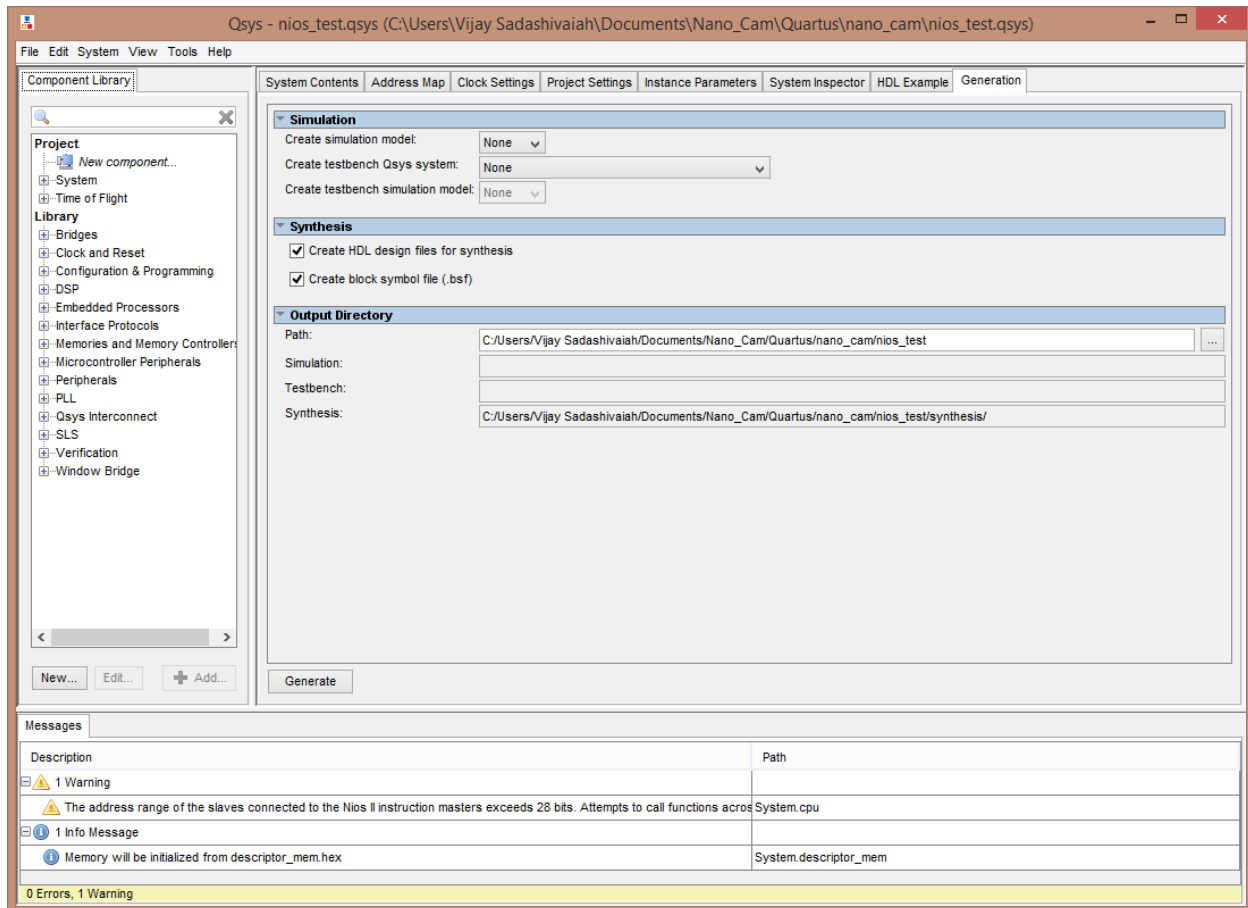 Qsys - nios_test.qsys (C:\Users\Vijay Sadashivaiah\Documents\Nano_Cam\Quartus\nano_cam\nios_test.qsys)
File Edit System View Tools Help
Component Library
Project
New component...
System
Time of Flight
Library
Bridges
Clock and Reset
Configuration & Programming
DSP
Embedded Processors
Interface Protocols
Memories and Memory Controllers
Microcontroller Peripherals
Peripherals
PLL
Qsys Interconnect
SLS
Verification
Window Bridge
New... Edit... Add...
System Contents Address Map Clock Settings Project Settings Instance Parameters System Inspector HDL Example Generation
Simulation
Create simulation model: None
Create testbench Qsys system: None
Create testbench simulation model: None
Synthesis
Create HDL design files for synthesis
Create block symbol file (.bsf)
Output Directory
Path: C:/Users/Vijay Sadashivaiah/Documents/Nano_Cam/Quartus/nano_cam/nios_test ...
Simulation:
Testbench:
Synthesis: C:/Users/Vijay Sadashivaiah/Documents/Nano_Cam/Quartus/nano_cam/nios_test/synthesis/
Generate
Messages
Description Path
1 Warning
The address range of the slaves connected to the Nios II instruction masters exceeds 28 bits. Attempts to call functions acros System.cpu
1 Info Message
Memory will be initialized from descriptor_mem.hex System.descriptor_mem
0 Errors, 1 Warning